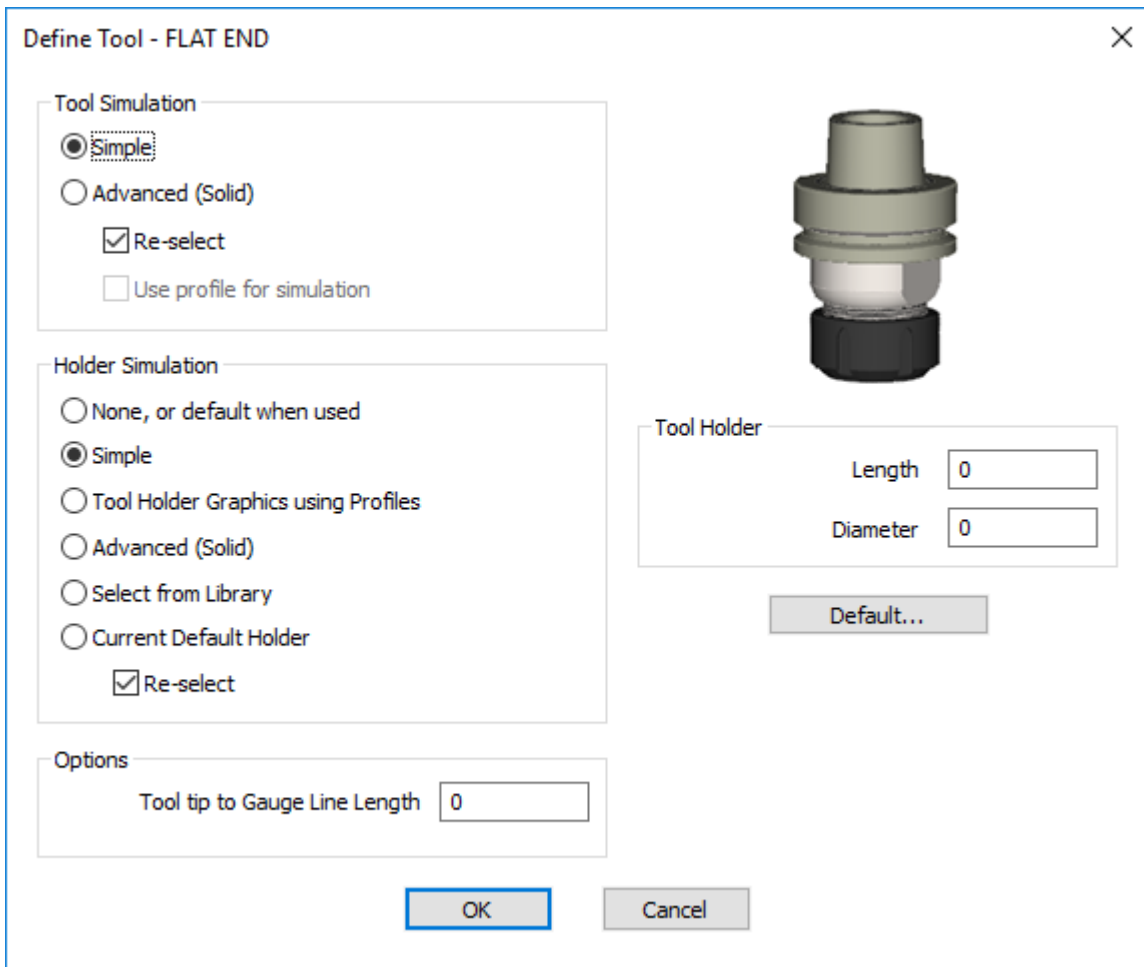 Define Tool - FLAT END
Tool Simulation
Simple
Advanced (Solid)
Re-select
Use profile for simulation
Holder Simulation
None, or default when used
Simple
Tool Holder Graphics using Profiles
Advanced (Solid)
Select from Library
Current Default Holder
Re-select
Tool Holder
Length 0
Diameter 0
Default...
Options
Tool tip to Gauge Line Length 0
OK Cancel